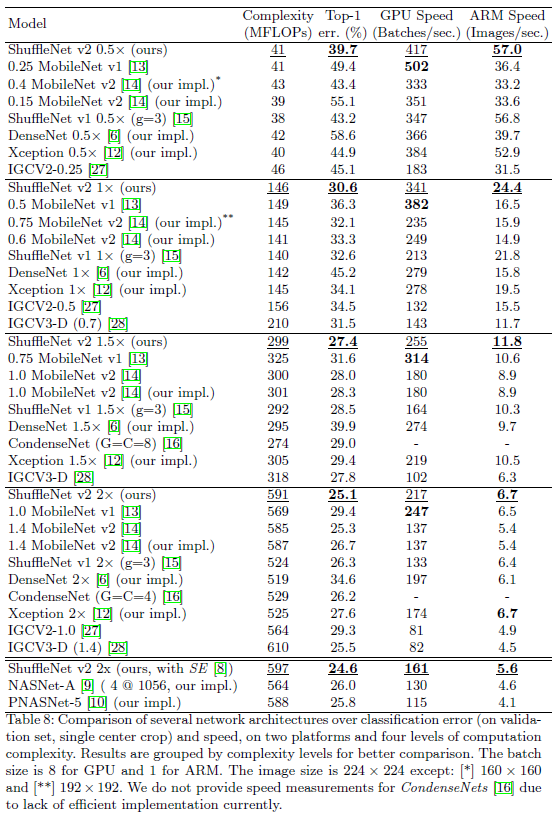 Model Complexity (MFLOPs) Top-1 err. (%) GPU Speed (Batches/sec.) ARM Speed (Images/sec.)
ShuffleNet v2 0.5× (ours) 41 39.7 417 57.0
0.25 MobileNet v1 [13] 41 49.4 502 36.4
0.4 MobileNet v2 [14] (our impl.)* 43 43.4 333 33.2
0.15 MobileNet v2 [14] (our impl.) 39 55.1 351 33.6
ShuffleNet v1 0.5× (g=3) [15] 38 43.2 347 56.8
DenseNet 0.5× [6] (our impl.) 42 58.6 366 39.7
Xception 0.5× [12] (our impl.) 40 44.9 384 52.9
IGCV2-0.25 [27] 46 45.1 183 31.5
ShuffleNet v2 1× (ours) 146 30.6 341 24.4
0.5 MobileNet v1 [13] 149 36.3 382 16.5
0.75 MobileNet v2 [14] (our impl.)** 145 32.1 235 15.9
0.6 MobileNet v2 [14] (our impl.) 141 33.3 249 14.9
ShuffleNet v1 1× (g=3) [15] 140 32.6 213 21.8
DenseNet 1× [6] (our impl.) 142 45.2 279 15.8
Xception 1× [12] (our impl.) 145 34.1 278 19.5
IGCV2-0.5 [27] 156 34.5 132 15.5
IGCV3-D (0.7) [28] 210 31.5 143 11.7
ShuffleNet v2 1.5× (ours) 299 27.4 255 11.8
0.75 MobileNet v1 [13] 325 31.6 314 10.6
1.0 MobileNet v2 [14] 300 28.0 180 8.9
1.0 MobileNet v2 [14] (our impl.) 301 28.3 180 8.9
ShuffleNet v1 1.5× (g=3) [15] 292 28.5 164 10.3
DenseNet 1.5× [6] (our impl.) 295 39.9 274 9.7
CondenseNet (G=C=8) [16] 274 29.0 - -
Xception 1.5× [12] (our impl.) 305 29.4 219 10.5
IGCV3-D [28] 318 27.8 102 6.3
ShuffleNet v2 2× (ours) 591 25.1 217 6.7
1.0 MobileNet v1 [13] 569 29.4 247 6.5
1.4 MobileNet v2 [14] 585 25.3 137 5.4
1.4 MobileNet v2 [14] (our impl.) 587 26.7 137 5.4
ShuffleNet v1 2× (g=3) [15] 524 26.3 133 6.4
DenseNet 2× [6] (our impl.) 519 34.6 197 6.1
CondenseNet (G=C=4) [16] 529 26.2 - -
Xception 2× [12] (our impl.) 525 27.6 174 6.7
IGCV2-1.0 [27] 564 29.3 81 4.9
IGCV3-D (1.4) [28] 610 25.5 82 4.5
ShuffleNet v2 2x (ours, with SE [8]) 597 24.6 161 5.6
NASNet-A [9] ( 4 @ 1056, our impl.) 564 26.0 130 4.6
PNASNet-5 [10] (our impl.) 588 25.8 115 4.1
Table 8: Comparison of several network architectures over classification error (on valida-
tion set, single center crop) and speed, on two platforms and four levels of computation
complexity. Results are grouped by complexity levels for better comparison. The batch
size is 8 for GPU and 1 for ARM. The image size is 224 × 224 except: [*] 160 × 160
and [**] 192 × 192. We do not provide speed measurements for CondenseNets [16] due
to lack of efficient implementation currently.